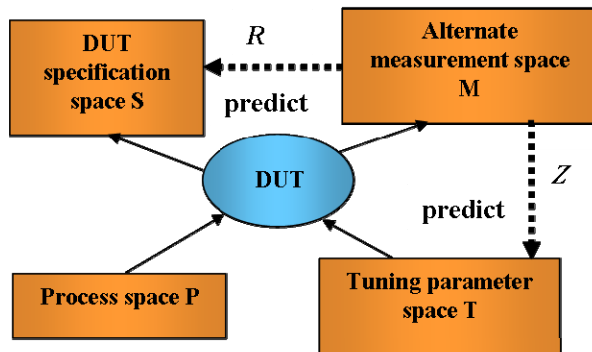 DUT
specification
space S
R
predict
Alternate
measurement space
M
DUT
Z
predict
Process space P
Tuning parameter
space T